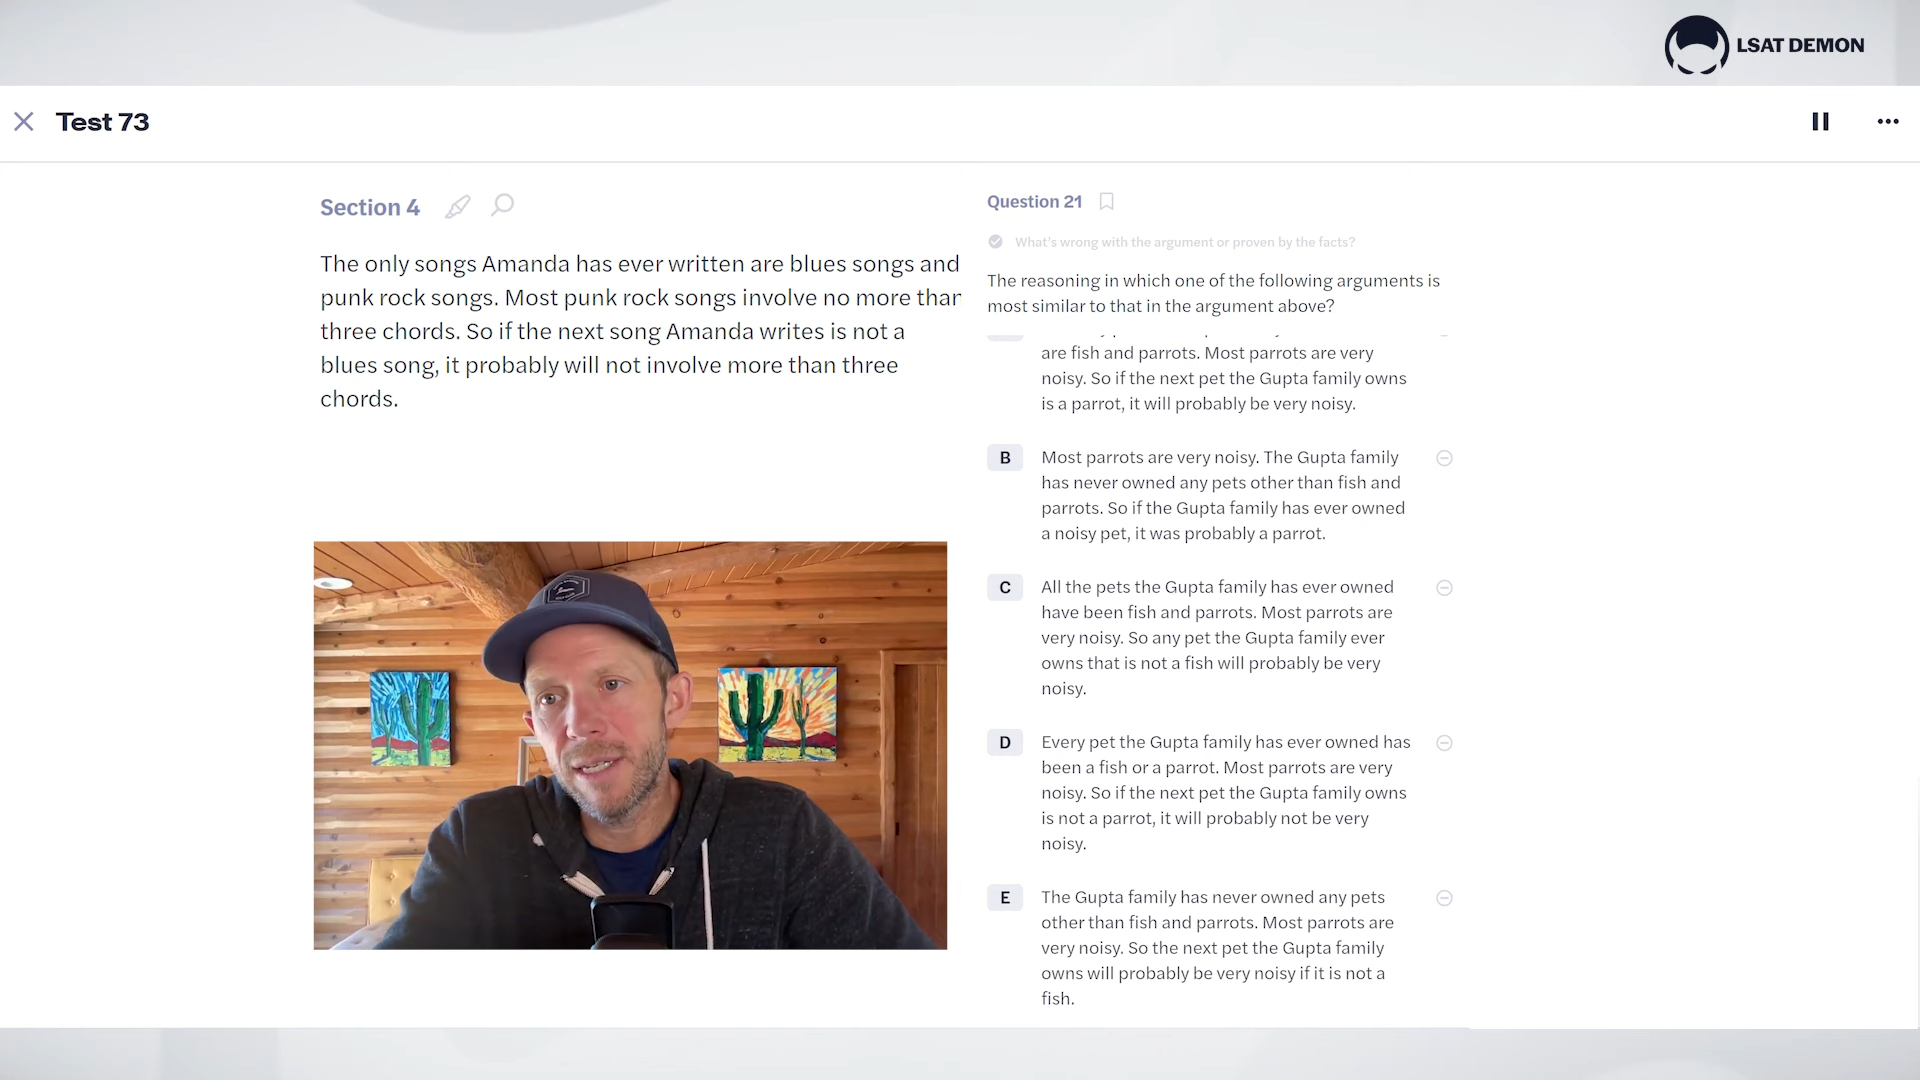 LSAT DEMON
Test 73
Section 4
The only songs Amanda has ever written are blues songs and
punk rock songs. Most punk rock songs involve no more than
three chords. So if the next song Amanda writes is not a
blues song, it probably will not involve more than three
chords.
Question 21
What's wrong with the argument or proven by the facts?
The reasoning in which one of the following arguments is
most similar to that in the argument above?
are fish and parrots. Most parrots are very
noisy. So if the next pet the Gupta family owns
is a parrot, it will probably be very noisy.
B Most parrots are very noisy. The Gupta family
has never owned any pets other than fish and
parrots. So if the Gupta family has ever owned
a noisy pet, it was probably a parrot.
C All the pets the Gupta family has ever owned
have been fish and parrots. Most parrots are
very noisy. So any pet the Gupta family ever
owns that is not a fish will probably be very
noisy.
D Every pet the Gupta family has ever owned has
been a fish or a parrot. Most parrots are very
noisy. So if the next pet the Gupta family owns
is not a parrot, it will probably not be very
noisy.
E The Gupta family has never owned any pets
other than fish and parrots. Most parrots are
very noisy. So the next pet the Gupta family
owns will probably be very noisy if it is not a
fish.